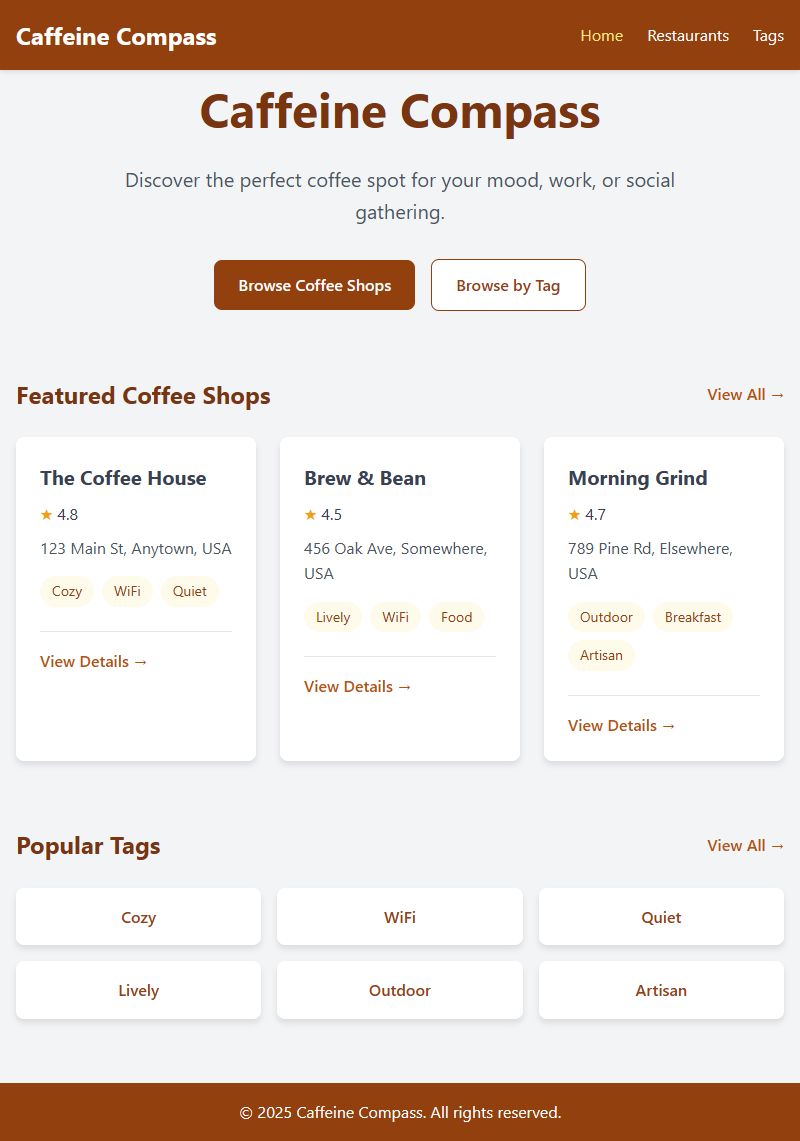 Caffeine Compass
Home Restaurants Tags
Caffeine Compass
Discover the perfect coffee spot for your mood, work, or social
gathering.
Browse Coffee Shops
Browse by Tag
Featured Coffee Shops
View All →
The Coffee House
★ 4.8
123 Main St, Anytown, USA
Cozy WiFi Quiet
View Details →
Brew & Bean
★ 4.5
456 Oak Ave, Somewhere,
USA
Lively WiFi Food
View Details →
Morning Grind
★ 4.7
789 Pine Rd, Elsewhere,
USA
Outdoor Breakfast
Artisan
View Details →
Popular Tags
View All →
Cozy
WiFi
Quiet
Lively
Outdoor
Artisan
© 2025 Caffeine Compass. All rights reserved.